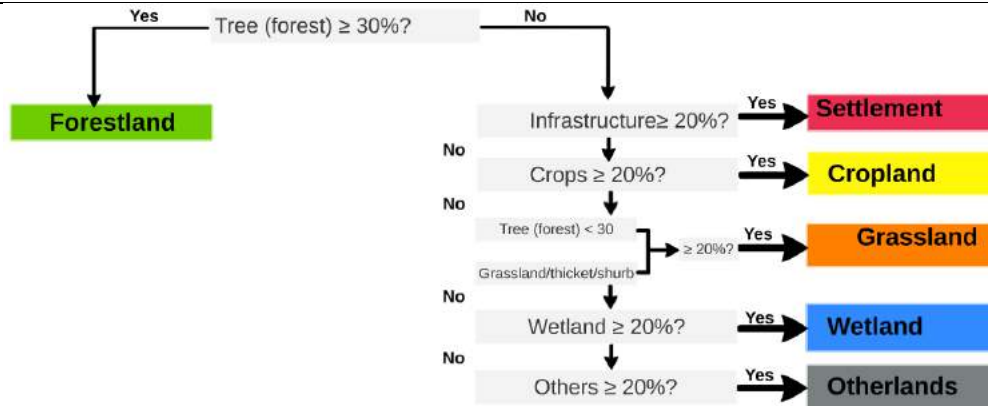 Yes
Tree (forest) ≥ 30%?
No
Forestland
Infrastructure≥ 20%?
Yes
Settlement
No
Crops ≥ 20%?
Yes
Cropland
No
Tree (forest) < 30
≥ 20%?
Yes
Grassland
Grassland/thicket/shurb
No
Wetland ≥ 20%?
Yes
Wetland
No
Others ≥ 20%?
Yes
Otherlands